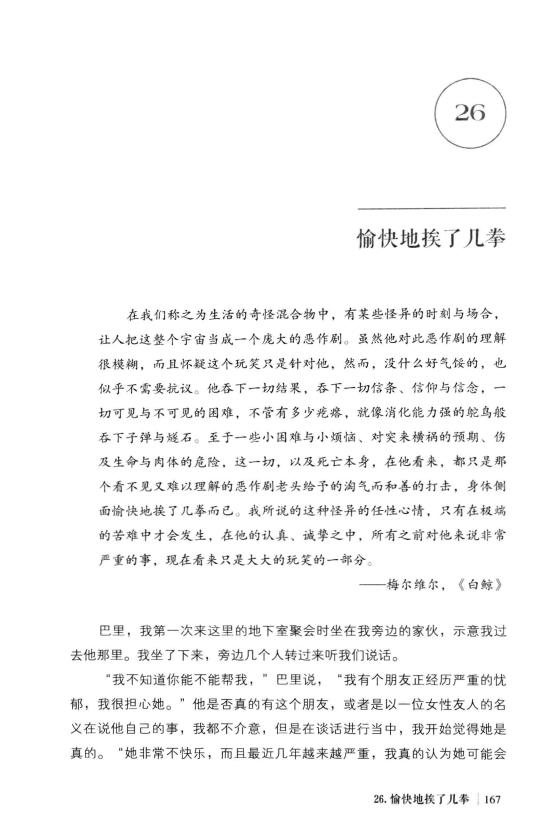 26
愉快地挨了几拳
在我们称之为生活的奇怪混合物中，有某些怪异的时刻与场合，
让人把这整个宇宙当成一个庞大的恶作剧。虽然他对此恶作剧的理解
很模糊，而且怀疑这个玩笑只是针对他，然而，没什么好气馁的，也
似乎不需要抗议。他吞下一切结果，吞下一切信条、信仰与信念，一
切可见与不可见的困难，不管有多少疙瘩，就像消化能力强的鸵鸟般
吞下子弹与燧石。至于一些小困难与小烦恼、对突来横祸的预期、伤
及生命与肉体的危险，这一切，以及死亡本身，在他看来，都只是那
个看不见又难以理解的恶作剧老头给予的淘气而和善的打击，身体侧
面愉快地挨了几拳而已。我所说的这种怪异的任性心情，只有在极端
的苦难中才会发生，在他的认真、诚挚之中，所有之前对他来说非常
严重的事，现在看来只是大大的玩笑的一部分。
——梅尔维尔，《白鲸》
巴里，我第一次来这里的地下室聚会时坐在我旁边的家伙，示意我过
去他那里。我坐了下来，旁边几个人转过来听我们说话。
“我不知道你能不能帮我，”巴里说，“我有个朋友正经历严重的忧
郁，我很担心她。”他是否真的有这个朋友，或者是以一位女性友人的名
义在说他自己的事，我都不介意，但是在谈话进行当中，我开始觉得她是
真的。“她非常不快乐，而且最近几年越来越严重，我真的认为她可能会
26. 愉快地挨了几拳 | 167